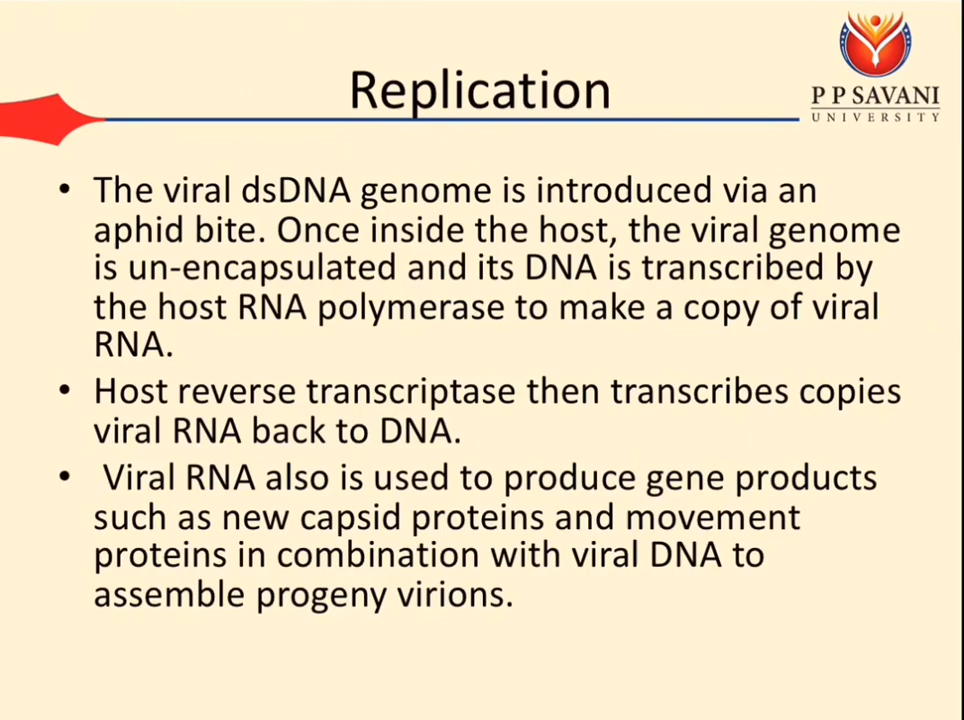 P P SAVANI
UNIVERSITY
Replication
• The viral dsDNA genome is introduced via an
aphid bite. Once inside the host, the viral genome
is un-encapsulated and its DNA is transcribed by
the host RNA polymerase to make a copy of viral
RNA.
• Host reverse transcriptase then transcribes copies
viral RNA back to DNA.
• Viral RNA also is used to produce gene products
such as new capsid proteins and movement
proteins in combination with viral DNA to
assemble progeny virions.